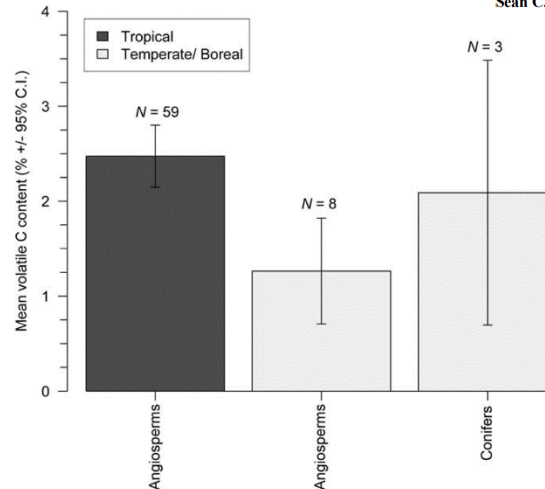 Sean C.
Mean volatile C content (% +/- 95% C.I.)
4
3
2
1
0
Tropical
Temperate/ Boreal
N = 59
N = 8
N = 3
Angiosperms
Angiosperms
Conifers